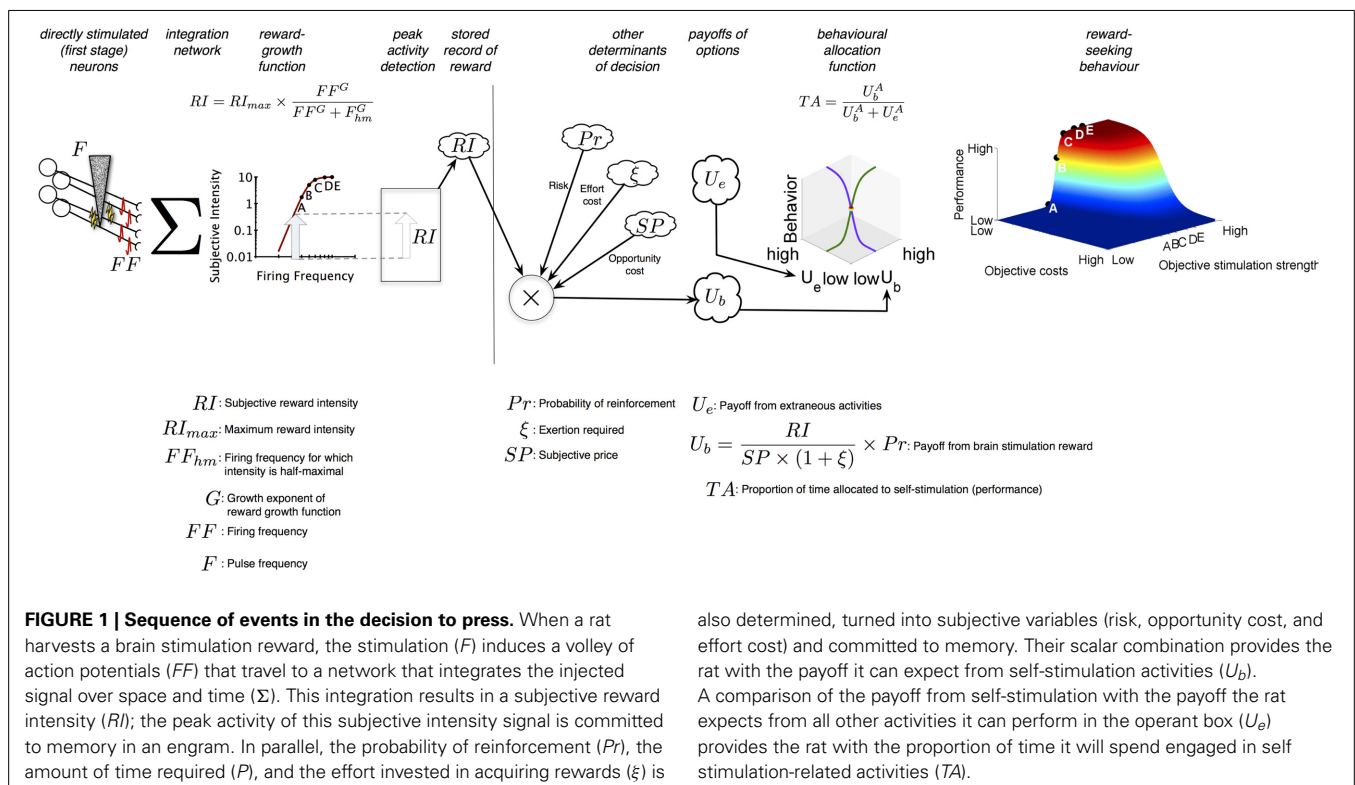 directly stimulated
(first stage)
neurons
integration
network
reward-
growth
function
peak
activity
detection
stored
record of
reward
other
determinants
of decision
payoffs of
options
behavioural
allocation
function
reward-
seeking
behaviour
RI = RI_{max} × \frac{FF^G}{FF^G + F_{hm}^G}
TA = \frac{U_b^A}{U_b^A + U_e^A}
F
FF
Σ
Subjective Intensity
10
1
0.1
0.01
A
B
C
D
E
Firing Frequency
RI
RI
Pr
ξ
SP
Risk
Effort
cost
Opportunity
cost
×
U_e
U_b
Behavior
high
high
U_e low low U_b
Performance
High
Low
Low
A
B
C
D
E
Objective costs
High Low
ABC DE
High
Objective stimulation strength
RI: Subjective reward intensity
RI_{max}: Maximum reward intensity
FF_{hm}: Firing frequency for which
intensity is half-maximal
G: Growth exponent of
reward growth function
FF : Firing frequency
F : Pulse frequency
Pr : Probability of reinforcement
ξ : Exertion required
SP : Subjective price
U_e: Payoff from extraneous activities
U_b = \frac{RI}{SP × (1 + ξ)} × Pr: Payoff from brain stimulation reward
TA: Proportion of time allocated to self-stimulation (performance)
FIGURE 1 | Sequence of events in the decision to press. When a rat
harvests a brain stimulation reward, the stimulation (F) induces a volley of
action potentials (FF) that travel to a network that integrates the injected
signal over space and time (Σ). This integration results in a subjective reward
intensity (RI); the peak activity of this subjective intensity signal is committed
to memory in an engram. In parallel, the probability of reinforcement (Pr), the
amount of time required (P), and the effort invested in acquiring rewards (ξ) is
also determined, turned into subjective variables (risk, opportunity cost, and
effort cost) and committed to memory. Their scalar combination provides the
rat with the payoff it can expect from self-stimulation activities (U_b).
A comparison of the payoff from self-stimulation with the payoff the rat
expects from all other activities it can perform in the operant box (U_e)
provides the rat with the proportion of time it will spend engaged in self
stimulation-related activities (TA).